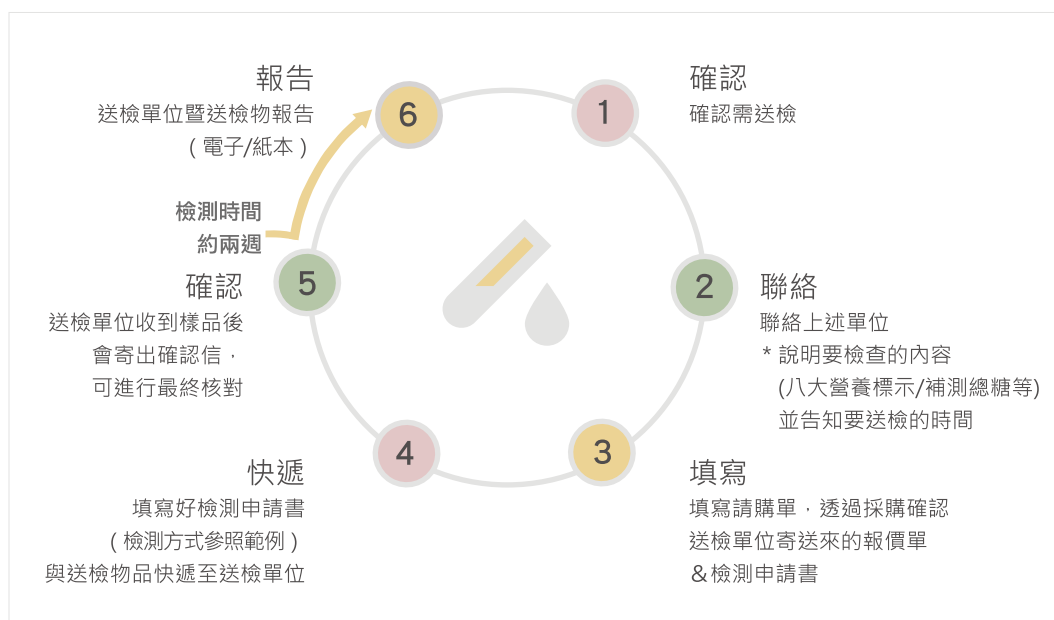 1
確認
確認需送檢
2
聯絡
聯絡上述單位
* 說明要檢查的內容
(八大營養標示/補測總糖等)
並告知要送檢的時間
3
填寫
填寫請購單，透過採購確認
送檢單位寄送來的報價單
＆檢測申請書
4
快遞
填寫好檢測申請書
( 檢測方式參照範例 )
與送檢物品快遞至送檢單位
5
確認
送檢單位收到樣品後
會寄出確認信，
可進行最終核對
檢測時間
約兩週
6
報告
送檢單位暨送檢物報告
( 電子/紙本 )